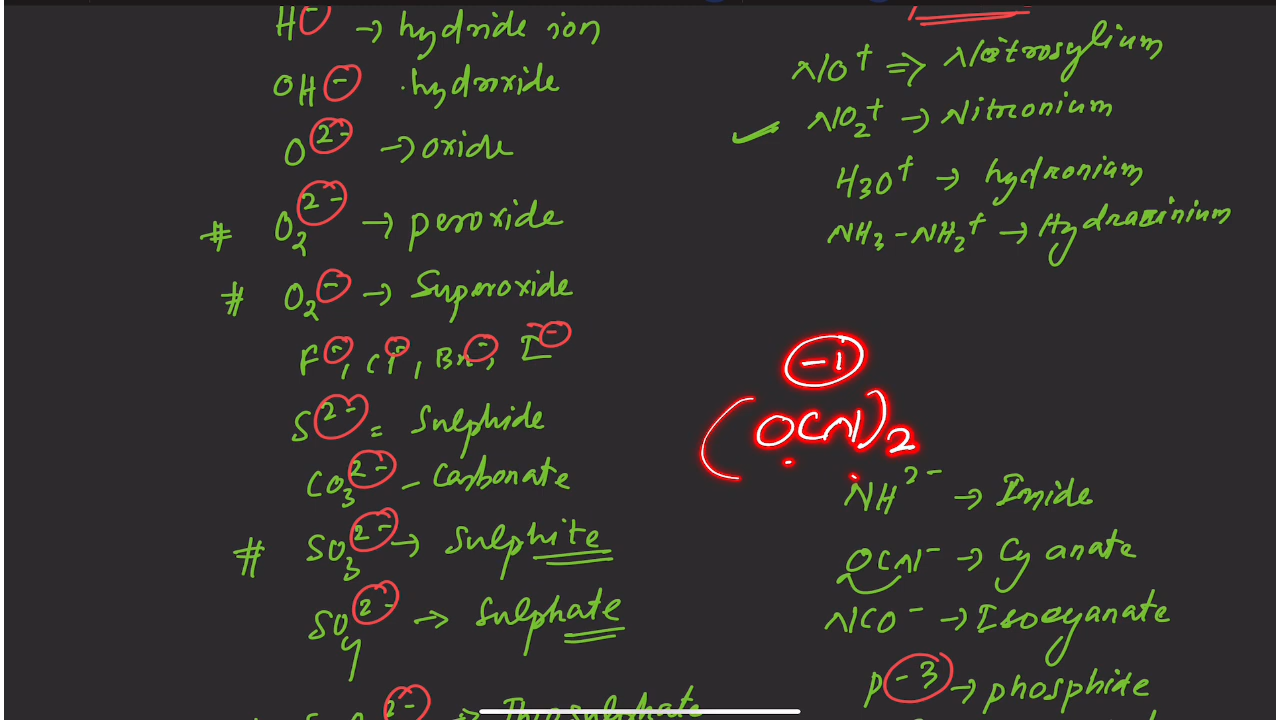 H⁻ → hydride ion
OH⁻ hydroxide
O²⁻ → oxide
# O₂²⁻ → peroxide
# O₂⁻ → Superoxide
F⁻, Cl⁻, Br⁻, I⁻
S²⁻ = Sulphide
CO₃²⁻ - Carbonate
# SO₃²⁻ → Sulphite
SO₄²⁻ → Sulphate
2- → Thiosulphate
NO⁺ ⇒ Nitrosylium
✓ NO₂⁺ → Nitronium
H₃O⁺ → hydronium
NH₃-NH₂⁺ → Hydrazinium
-1
(OCN)₂
NH²⁻ → Imide
OCN⁻ → Cyanate
NCO⁻ → Isocyanate
P⁻³ → phosphide